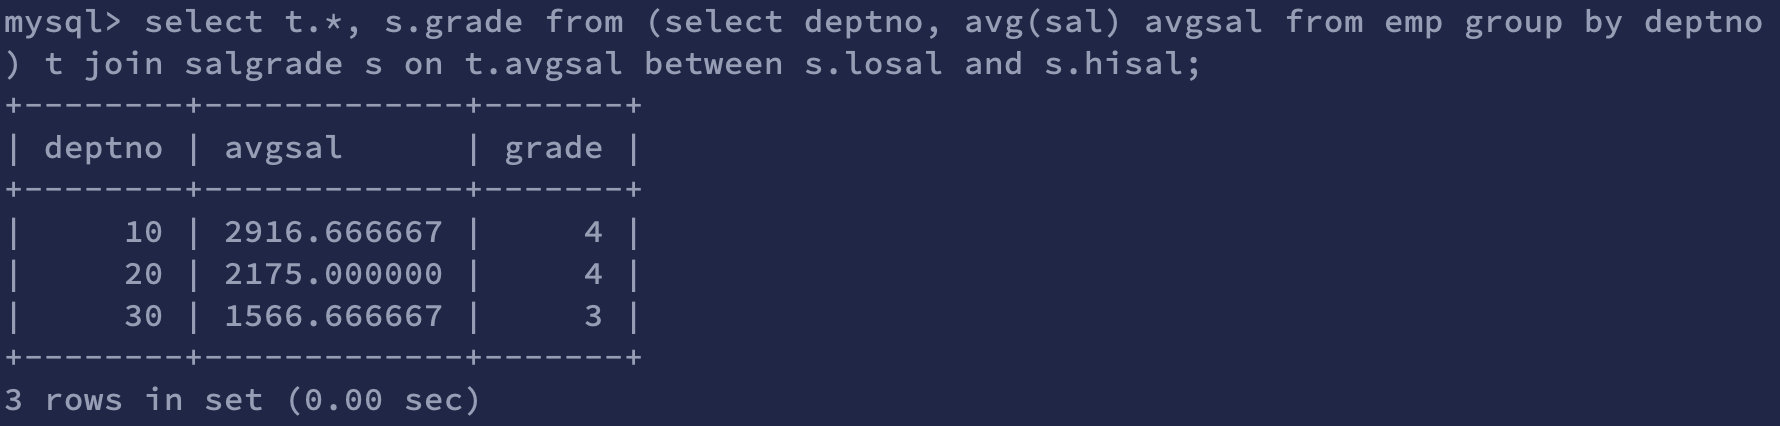 mysql> select t.*, s.grade from (select deptno, avg(sal) avgsal from emp group by deptno
) t join salgrade s on t.avgsal between s.losal and s.hisal;
+--------+-------------+-------+
| deptno | avgsal      | grade |
+--------+-------------+-------+
|     10 | 2916.666667 |     4 |
|     20 | 2175.000000 |     4 |
|     30 | 1566.666667 |     3 |
+--------+-------------+-------+
3 rows in set (0.00 sec)